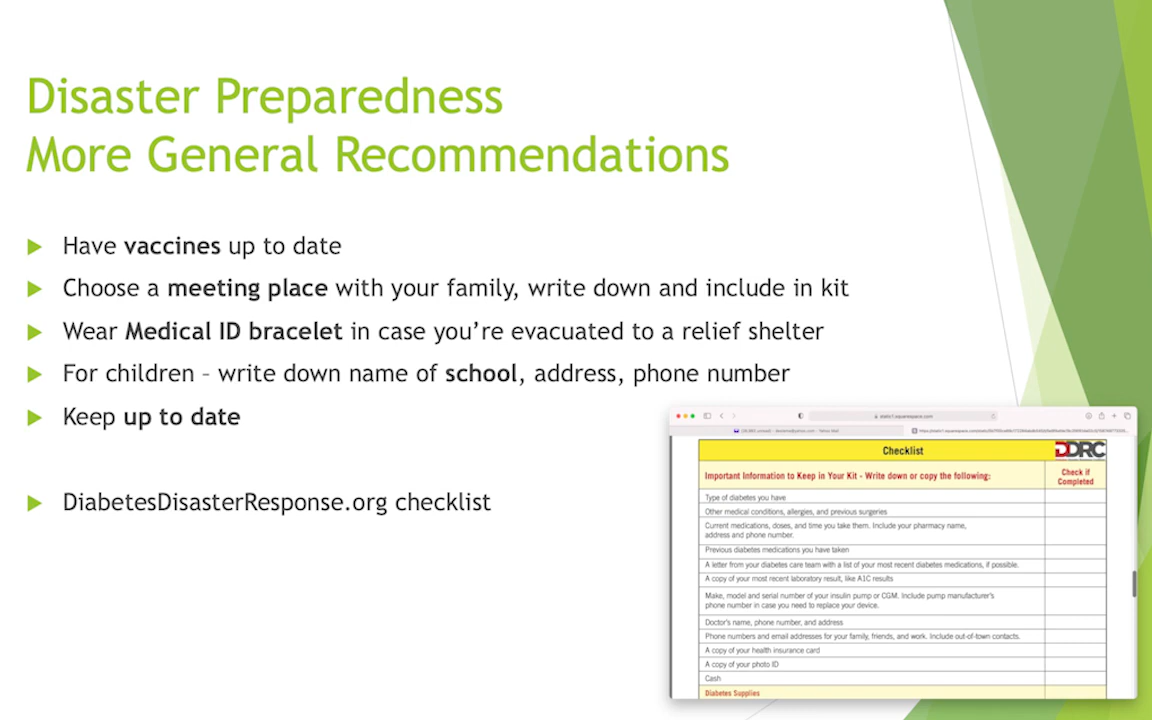 Disaster Preparedness
More General Recommendations
Have vaccines up to date
Choose a meeting place with your family, write down and include in kit
Wear Medical ID bracelet in case you’re evacuated to a relief shelter
For children – write down name of school, address, phone number
Keep up to date
DiabetesDisasterResponse.org checklist
static1.squarespace.com
Checklist
DDRC
Important Information to Keep in Your Kit - Write down or copy the following:
Check if
Completed
Type of diabetes you have
Other medical conditions, allergies, and previous surgeries
Current medications, doses, and time you take them. Include your pharmacy name,
address and phone number.
Previous diabetes medications you have taken
A letter from your diabetes care team with a list of your most recent diabetes medications, if possible.
A copy of your most recent laboratory result, like A1C results
Make, model and serial number of your insulin pump or CGM. Include pump manufacturer's
phone number in case you need to replace your device.
Doctor's name, phone number, and address
Phone numbers and email addresses for your family, friends, and work. Include out-of-town contacts.
A copy of your health insurance card
A copy of your photo ID
Cash
Diabetes Supplies